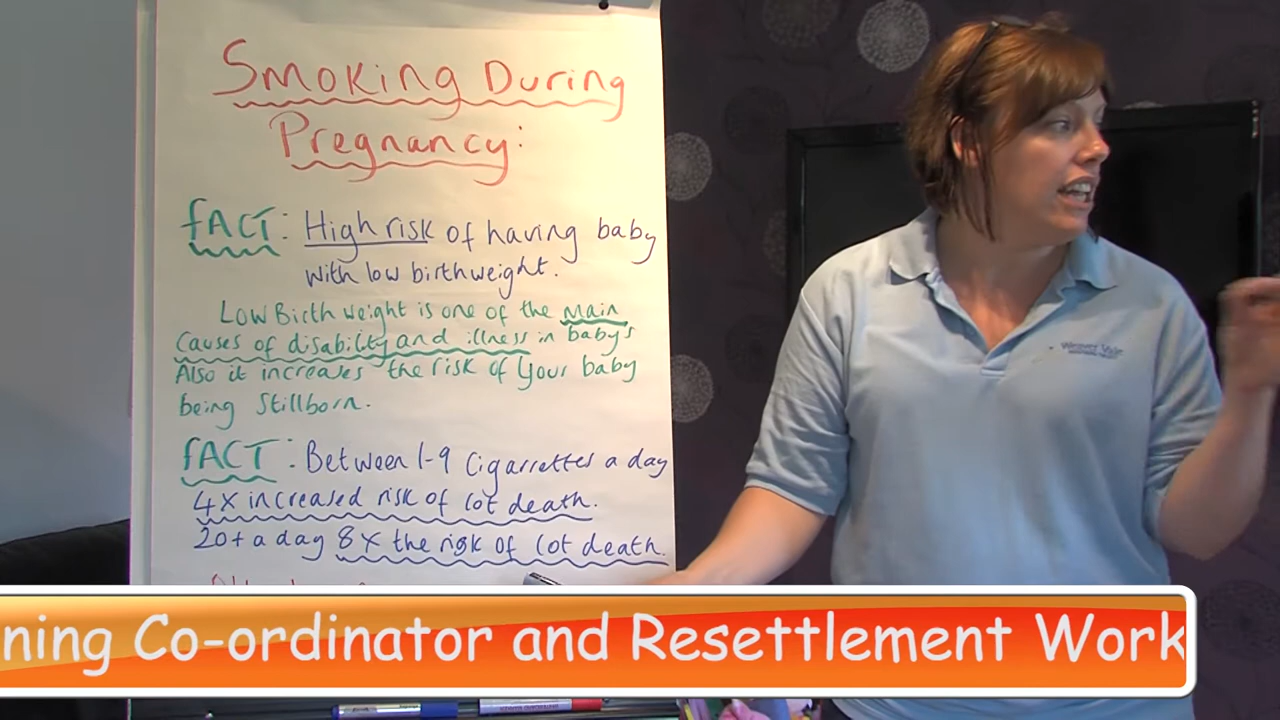 Smoking During
Pregnancy:
FACT: High risk of having baby
with low birthweight.
Low Birth weight is one of the main
causes of disability and illness in baby's
Also it increases the risk of your baby
being stillborn.
FACT: Between 1-9 Cigarrettes a day
4x increased risk of cot death.
20+ a day 8x the risk of cot death.
Weaver Vale
ning Co-ordinator and Resettlement Work